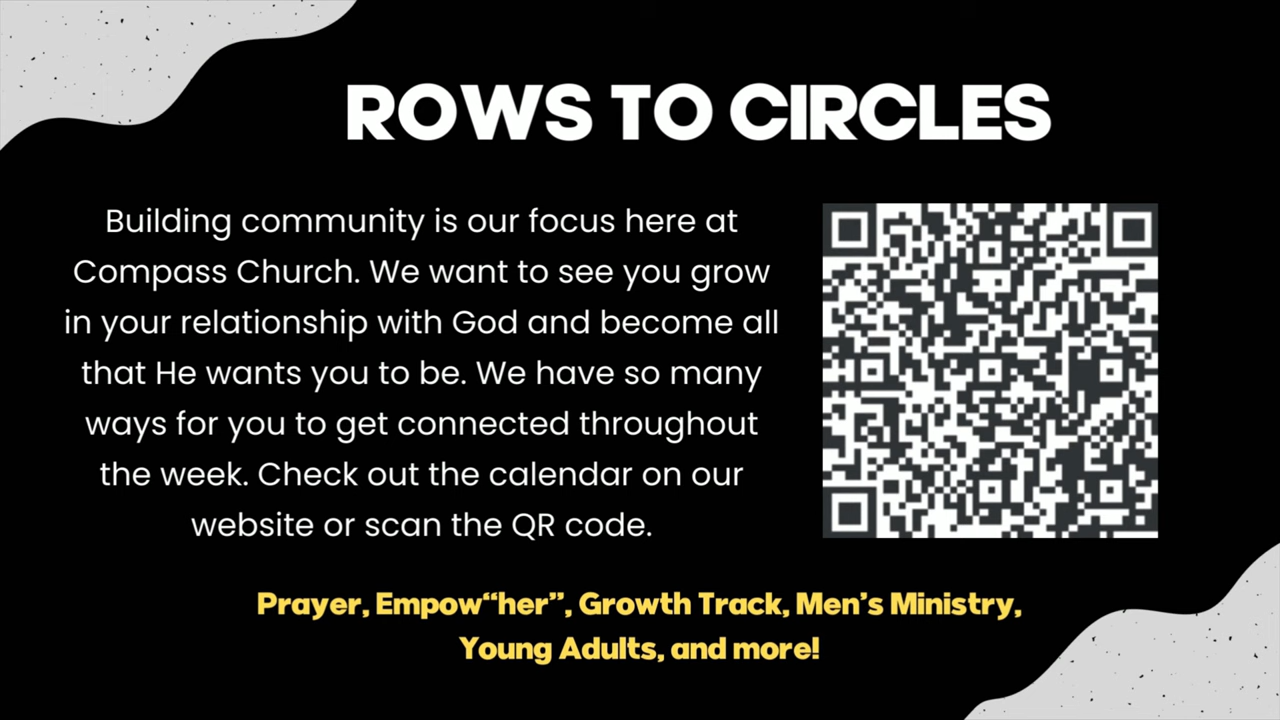 ROWS TO CIRCLES
Building community is our focus here at
Compass Church. We want to see you grow
in your relationship with God and become all
that He wants you to be. We have so many
ways for you to get connected throughout
the week. Check out the calendar on our
website or scan the QR code.
Prayer, Empow“her”, Growth Track, Men’s Ministry,
Young Adults, and more!